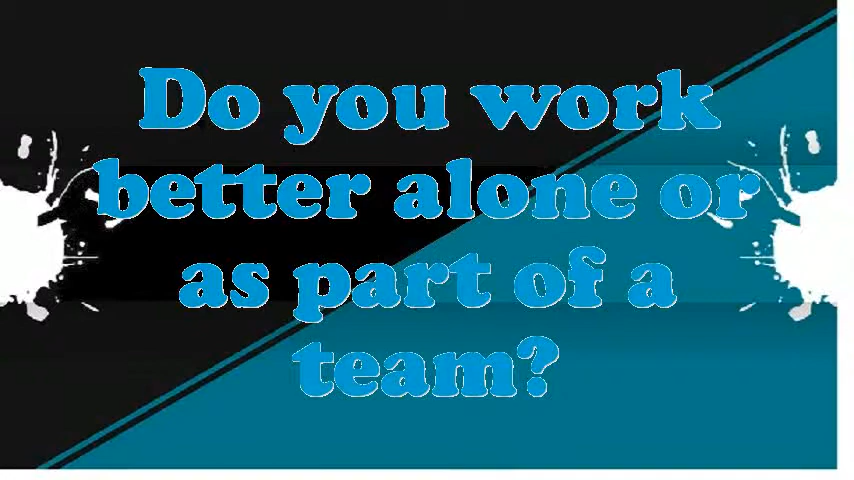 Do you work
better alone or
as part of a
team?